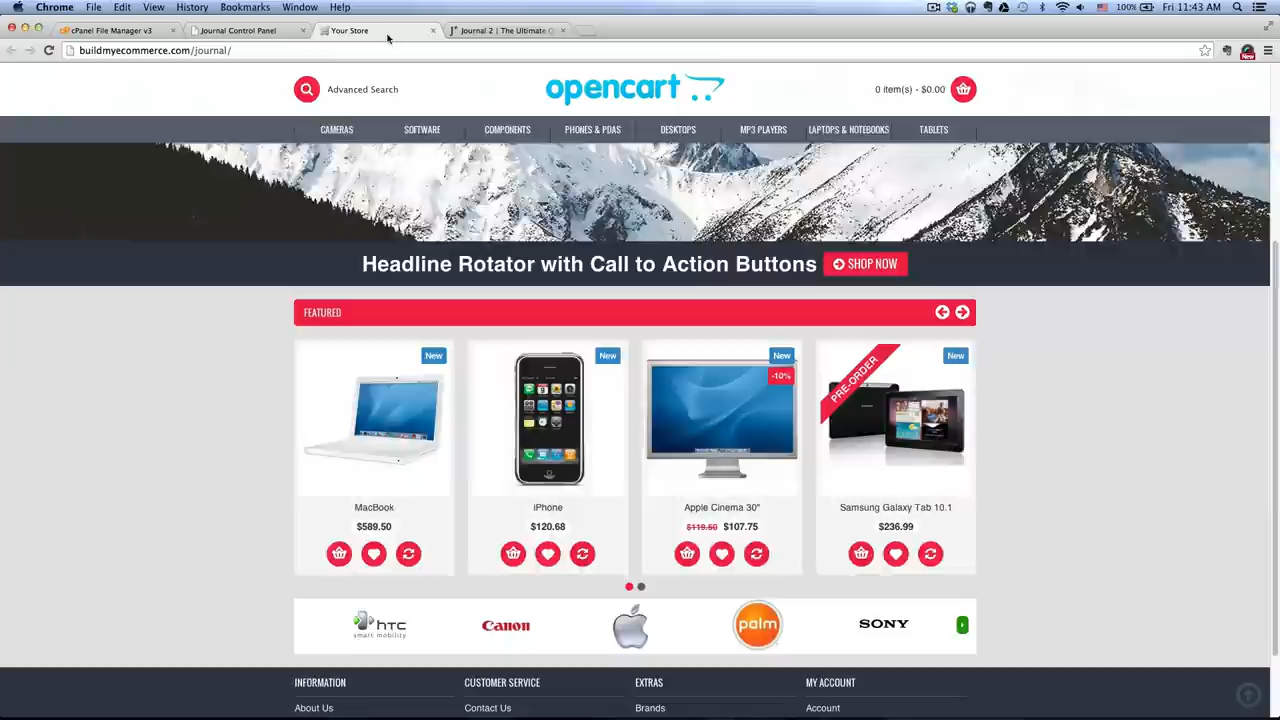 Chrome File Edit View History Bookmarks Window Help 100% Fri 11:43 AM
cPanel File Manager v3 Journal Control Panel Your Store Journal 2 | The Ultimate
buildmyecommerce.com/journal/
Advanced Search opencart 0 item(s) - $0.00
CAMERAS SOFTWARE COMPONENTS PHONES & PDAS DESKTOPS MP3 PLAYERS LAPTOPS & NOTEBOOKS TABLETS
Headline Rotator with Call to Action Buttons SHOP NOW
FEATURED
New New New New
-10%
PRE-ORDER
MacBook iPhone Apple Cinema 30" Samsung Galaxy Tab 10.1
$589.50 $120.68 $119.50 $107.75 $236.99
hTC Canon palm SONY
smart mobility
INFORMATION CUSTOMER SERVICE EXTRAS MY ACCOUNT
About Us Contact Us Brands Account